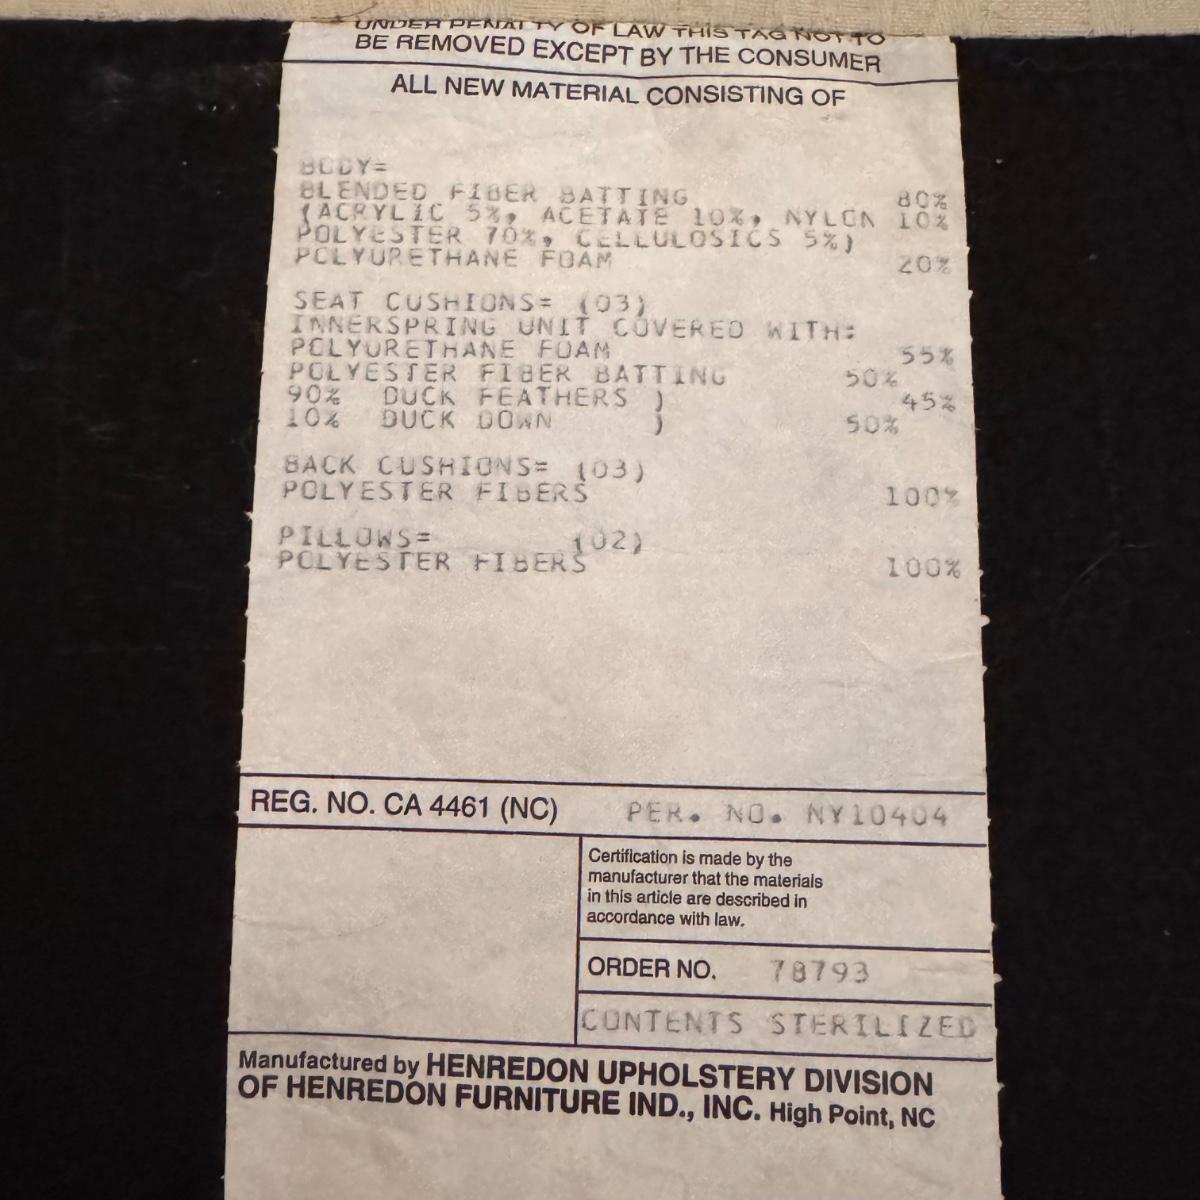 UNDER PENALTY OF LAW THIS TAG NOT TO
BE REMOVED EXCEPT BY THE CONSUMER
ALL NEW MATERIAL CONSISTING OF
BODY=
BLENDED FIBER BATTING 80%
(ACRYLIC 5%, ACETATE 10%, NYLON 10%
POLYESTER 70%, CELLULOSICS 5%)
POLYURETHANE FOAM 20%
SEAT CUSHIONS= (03)
INNERSPRING UNIT COVERED WITH:
POLYURETHANE FOAM 55%
POLYESTER FIBER BATTING 50%
90% DUCK FEATHERS ) 45%
10% DUCK DOWN ) 50%
BACK CUSHIONS= (03)
POLYESTER FIBERS 100%
PILLOWS= (02)
POLYESTER FIBERS 100%
REG. NO. CA 4461 (NC) PER. NO. NY10404
Certification is made by the
manufacturer that the materials
in this article are described in
accordance with law.
ORDER NO. 78793
CONTENTS STERILIZED
Manufactured by HENREDON UPHOLSTERY DIVISION
OF HENREDON FURNITURE IND., INC. High Point, NC